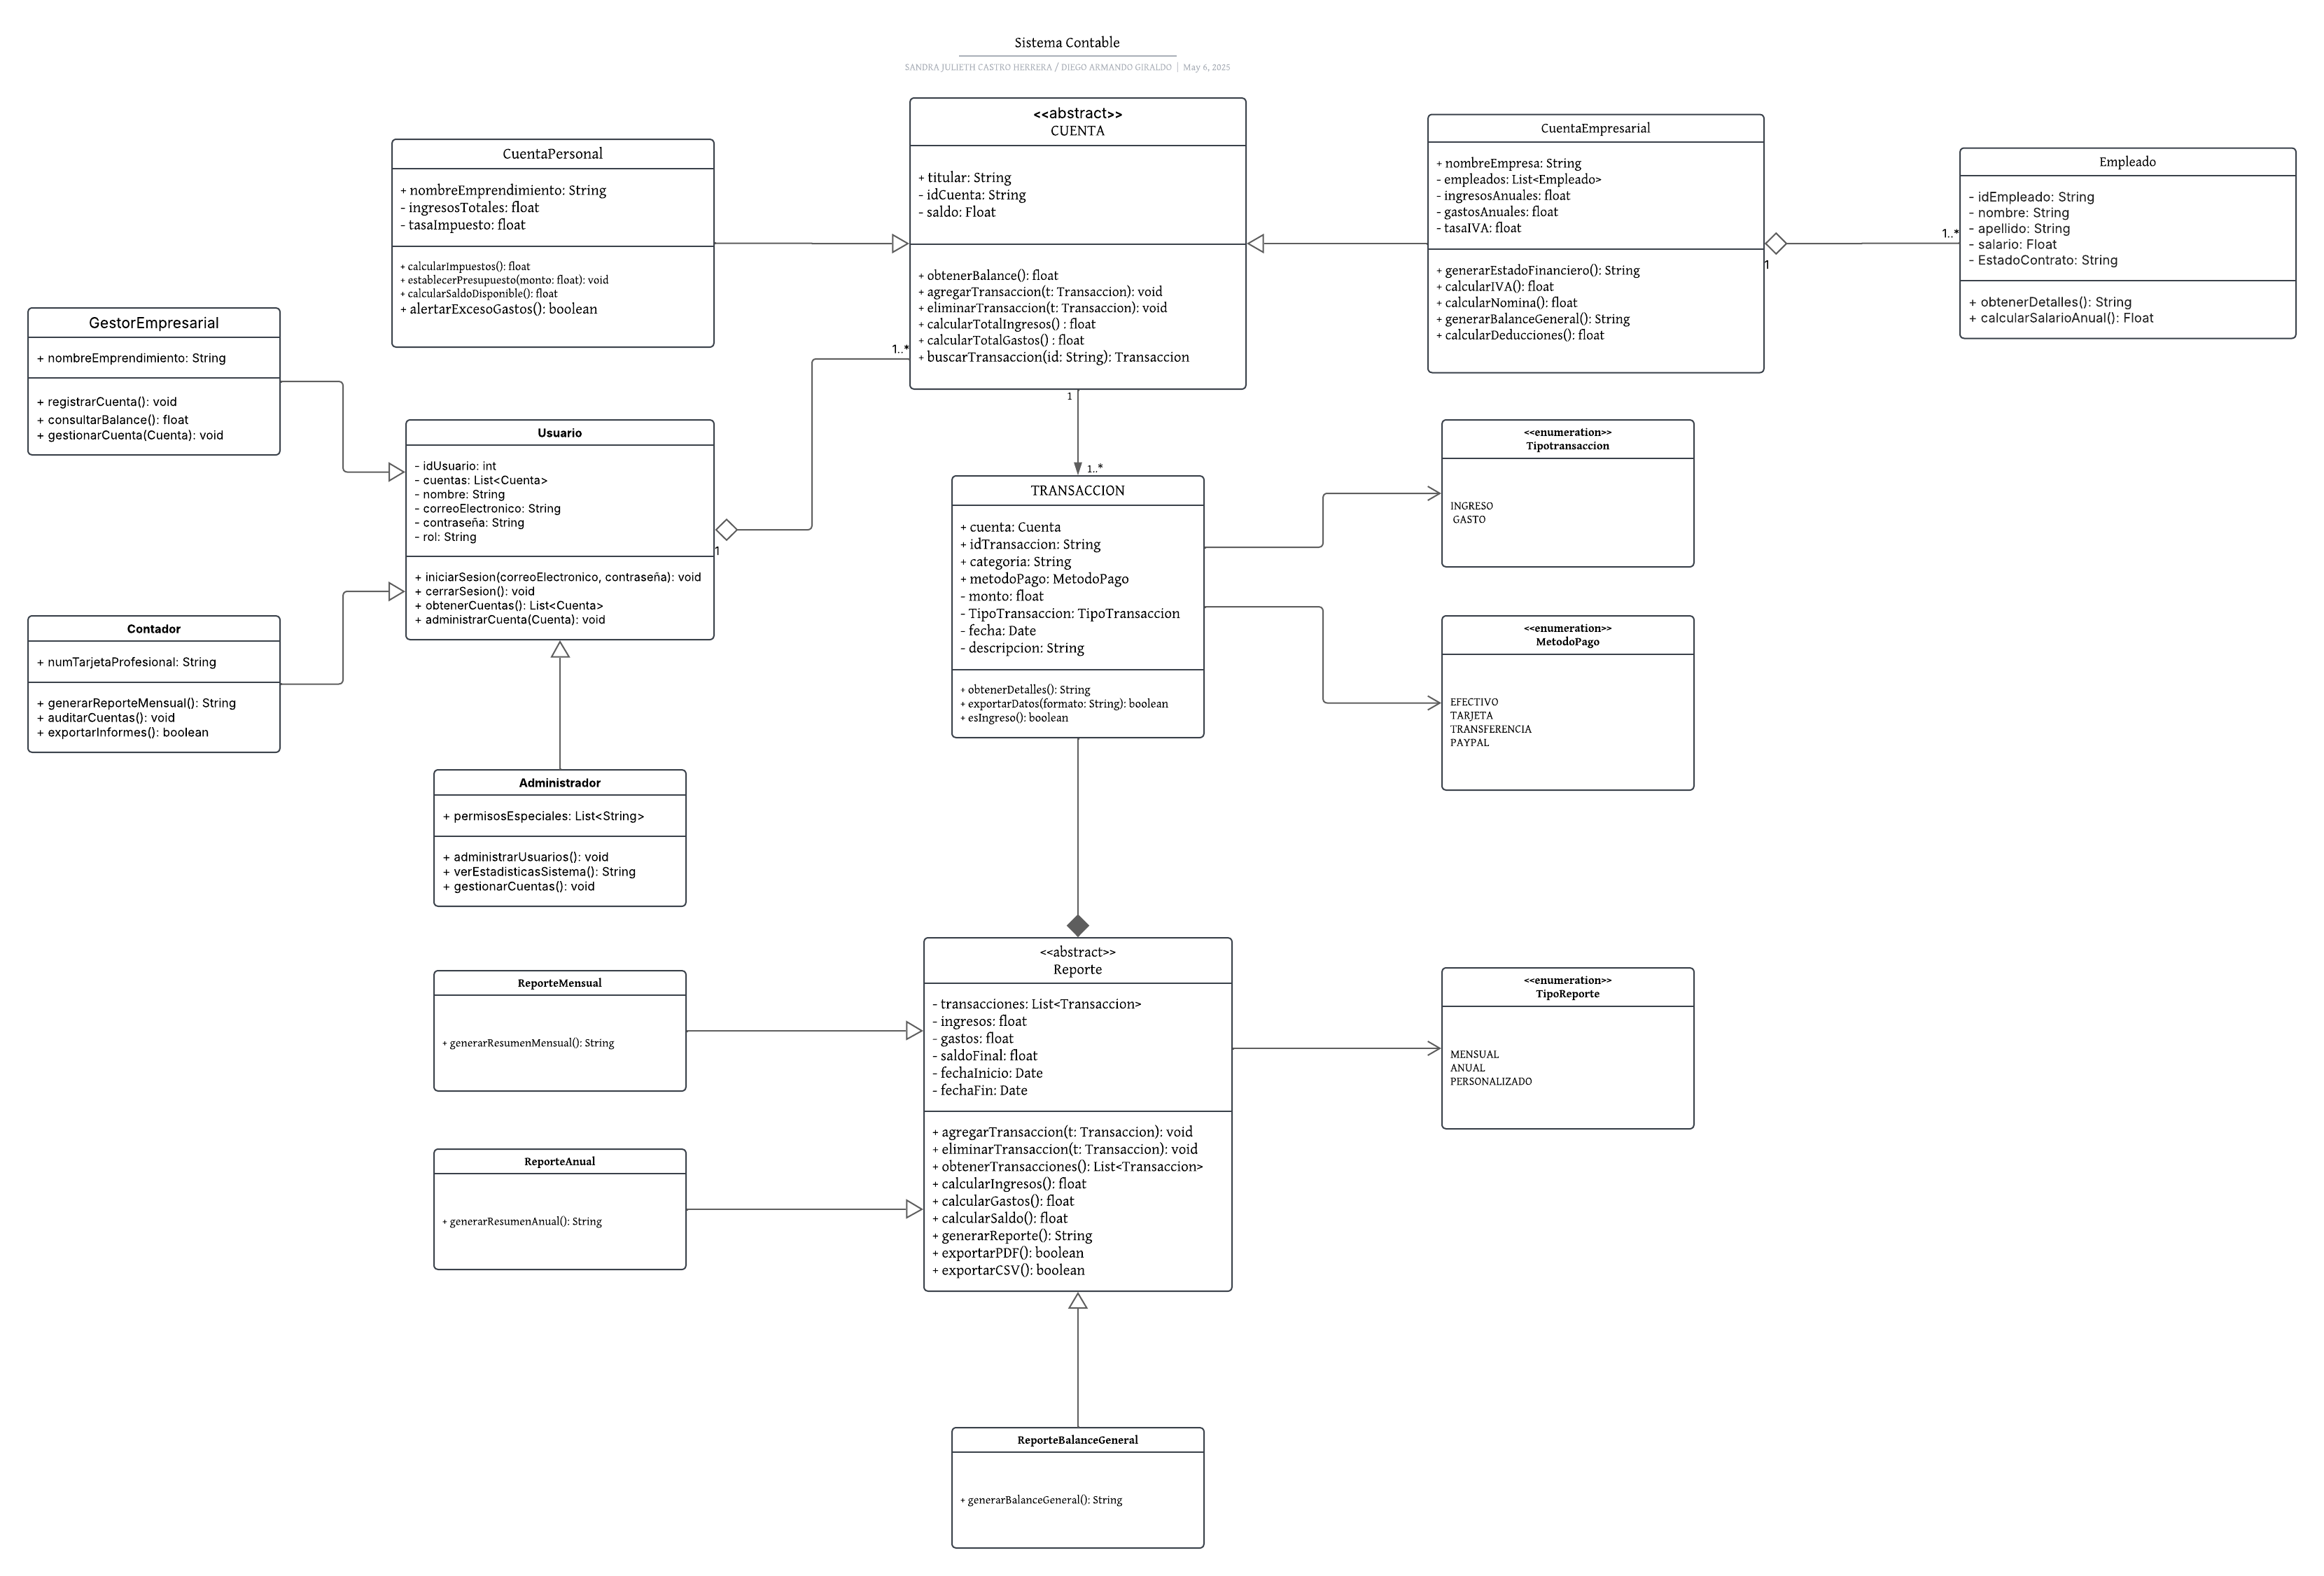 Sistema Contable
SANDRA JULIETH CASTRO HERRERA / DIEGO ARMANDO GIRALDO | May 6, 2025
<<abstract>>
CUENTA
+ titular: String
- idCuenta: String
- saldo: Float
+ obtenerBalance(): float
+ agregarTransaccion(t: Transaccion): void
+ eliminarTransaccion(t: Transaccion): void
+ calcularTotalIngresos() : float
+ calcularTotalGastos() : float
+ buscarTransaccion(id: String): Transaccion
1
1..*
1..*
CuentaPersonal
+ nombreEmprendimiento: String
- ingresosTotales: float
- tasaImpuesto: float
+ calcularImpuestos(): float
+ establecerPresupuesto(monto: float): void
+ calcularSaldoDisponible(): float
+ alertarExcesoGastos(): boolean
CuentaEmpresarial
+ nombreEmpresa: String
- empleados: List<Empleado>
- ingresosAnuales: float
- gastosAnuales: float
- tasaIVA: float
+ generarEstadoFinanciero(): String
+ calcularIVA(): float
+ calcularNomina(): float
+ generarBalanceGeneral(): String
+ calcularDeducciones(): float
1
1..*
Empleado
- idEmpleado: String
- nombre: String
- apellido: String
- salario: Float
- EstadoContrato: String
+ obtenerDetalles(): String
+ calcularSalarioAnual(): Float
GestorEmpresarial
+ nombreEmprendimiento: String
+ registrarCuenta(): void
+ consultarBalance(): float
+ gestionarCuenta(Cuenta): void
Usuario
- idUsuario: int
- cuentas: List<Cuenta>
- nombre: String
- correoElectronico: String
- contraseña: String
- rol: String
+ iniciarSesion(correoElectronico, contraseña): void
+ cerrarSesion(): void
+ obtenerCuentas(): List<Cuenta>
+ administrarCuenta(Cuenta): void
1
Contador
+ numTarjetaProfesional: String
+ generarReporteMensual(): String
+ auditarCuentas(): void
+ exportarInformes(): boolean
Administrador
+ permisosEspeciales: List<String>
+ administrarUsuarios(): void
+ verEstadisticasSistema(): String
+ gestionarCuentas(): void
TRANSACCION
+ cuenta: Cuenta
+ idTransaccion: String
+ categoria: String
+ metodoPago: MetodoPago
- monto: float
- TipoTransaccion: TipoTransaccion
- fecha: Date
- descripcion: String
+ obtenerDetalles(): String
+ exportarDatos(formato: String): boolean
+ esIngreso(): boolean
<<enumeration>>
Tipotransaccion
INGRESO
GASTO
<<enumeration>>
MetodoPago
EFECTIVO
TARJETA
TRANSFERENCIA
PAYPAL
<<abstract>>
Reporte
- transacciones: List<Transaccion>
- ingresos: float
- gastos: float
- saldoFinal: float
- fechaInicio: Date
- fechaFin: Date
+ agregarTransaccion(t: Transaccion): void
+ eliminarTransaccion(t: Transaccion): void
+ obtenerTransacciones(): List<Transaccion>
+ calcularIngresos(): float
+ calcularGastos(): float
+ calcularSaldo(): float
+ generarReporte(): String
+ exportarPDF(): boolean
+ exportarCSV(): boolean
ReporteMensual
+ generarResumenMensual(): String
ReporteAnual
+ generarResumenAnual(): String
<<enumeration>>
TipoReporte
MENSUAL
ANUAL
PERSONALIZADO
ReporteBalanceGeneral
+ generarBalanceGeneral(): String